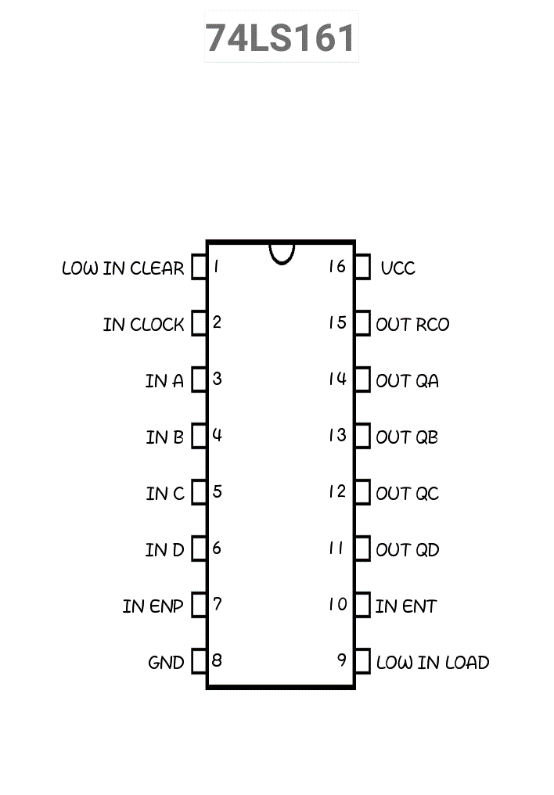 74LS161
LOW IN CLEAR 1 16 VCC
IN CLOCK 2 15 OUT RCO
IN A 3 14 OUT QA
IN B 4 13 OUT QB
IN C 5 12 OUT QC
IN D 6 11 OUT QD
IN ENP 7 10 IN ENT
GND 8 9 LOW IN LOAD